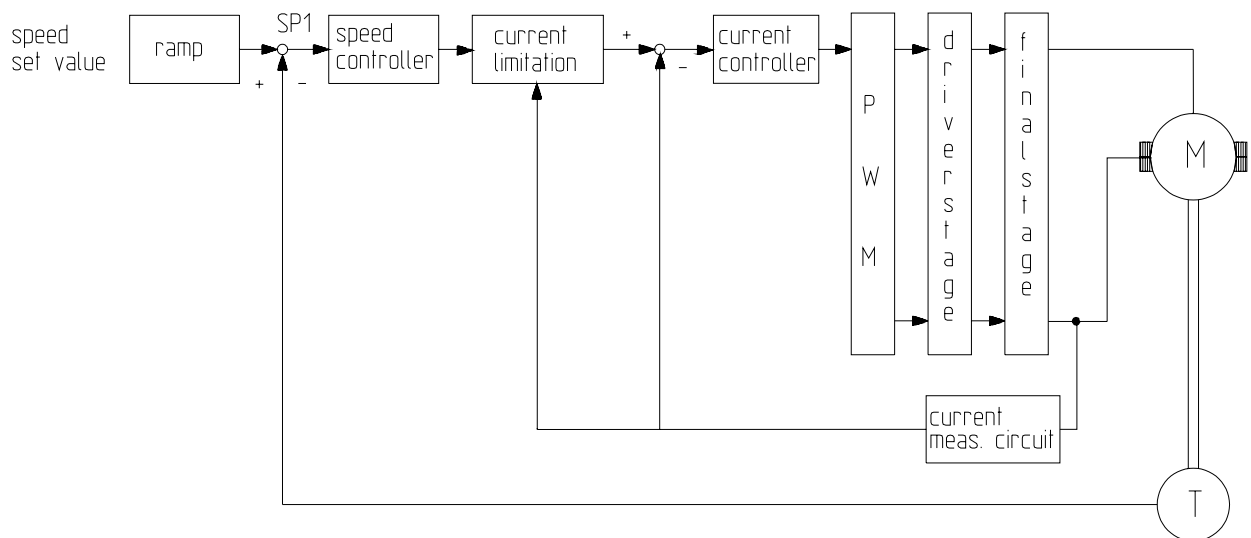 speed
set value
ramp
SP1
+
-
speed
controller
current
limitation
+
-
current
controller
P
W
M
d
r
i
v
e
r
s
t
a
g
e
f
i
n
a
l
s
t
a
g
e
M
current
meas. circuit
T